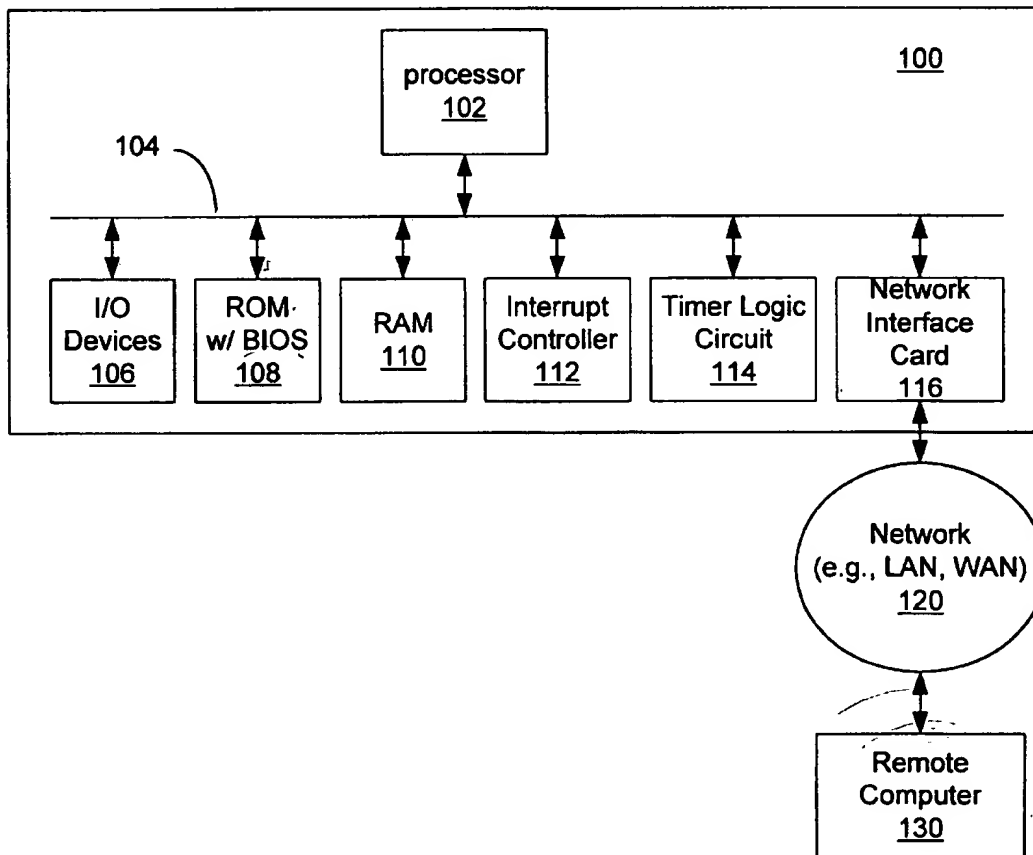 100
processor
102
104
I/O
Devices
106
ROM
w/ BIOS
108
RAM
110
Interrupt
Controller
112
Timer Logic
Circuit
114
Network
Interface
Card
116
Network
(e.g., LAN, WAN)
120
Remote
Computer
130